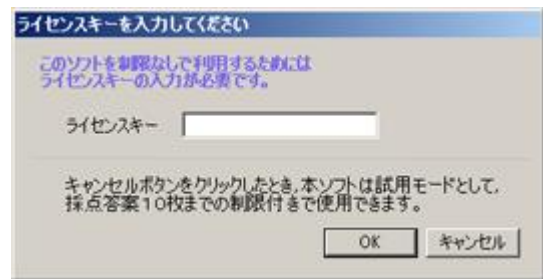 ライセンスキーを入力してください
このソフトを制限なしで利用するためには
ライセンスキーの入力が必要です。
ライセンスキー
キャンセルボタンをクリックしたとき,本ソフトは試用モードとして,
採点答案10枚までの制限付きで使用できます。
OK キャンセル